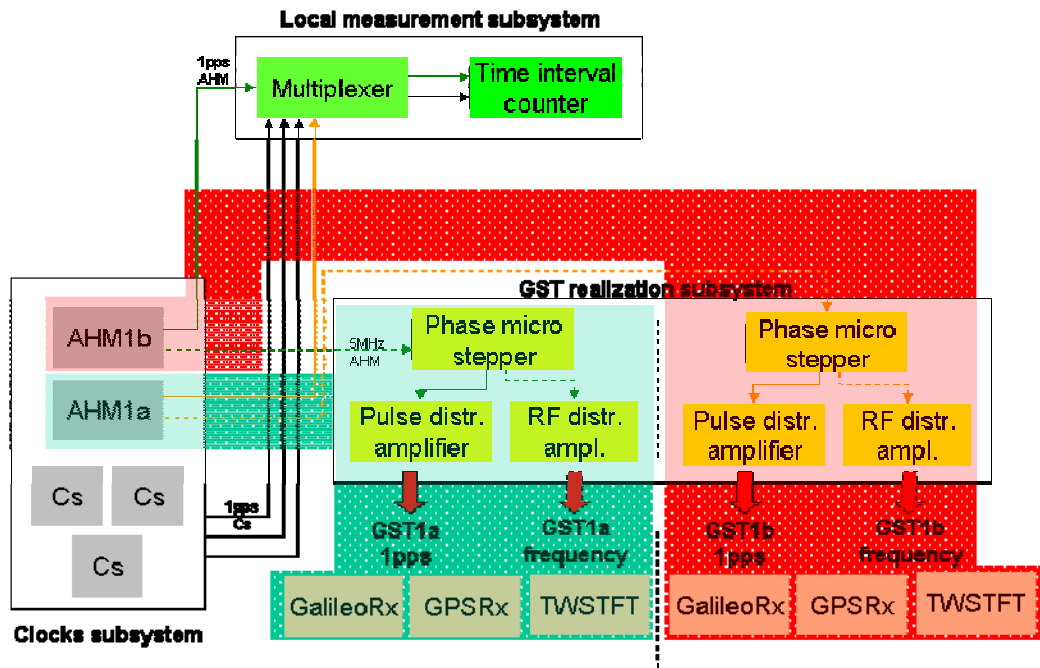 Local measurement subsystem
1pps
AHM
Multiplexer
Time interval
counter
GST realization subsystem
AHM1b
AHM1a
5MHz
AHM
Phase micro
stepper
Phase micro
stepper
Pulse distr.
amplifier
RF distr.
ampl.
Pulse distr.
amplifier
RF distr.
ampl.
Cs
Cs
Cs
1pps
Cs
GST1a
1pps
GST1a
frequency
GST1b
1pps
GST1b
frequency
GalileoRx
GPSRx
TWSTFT
GalileoRx
GPSRx
TWSTFT
Clocks subsystem